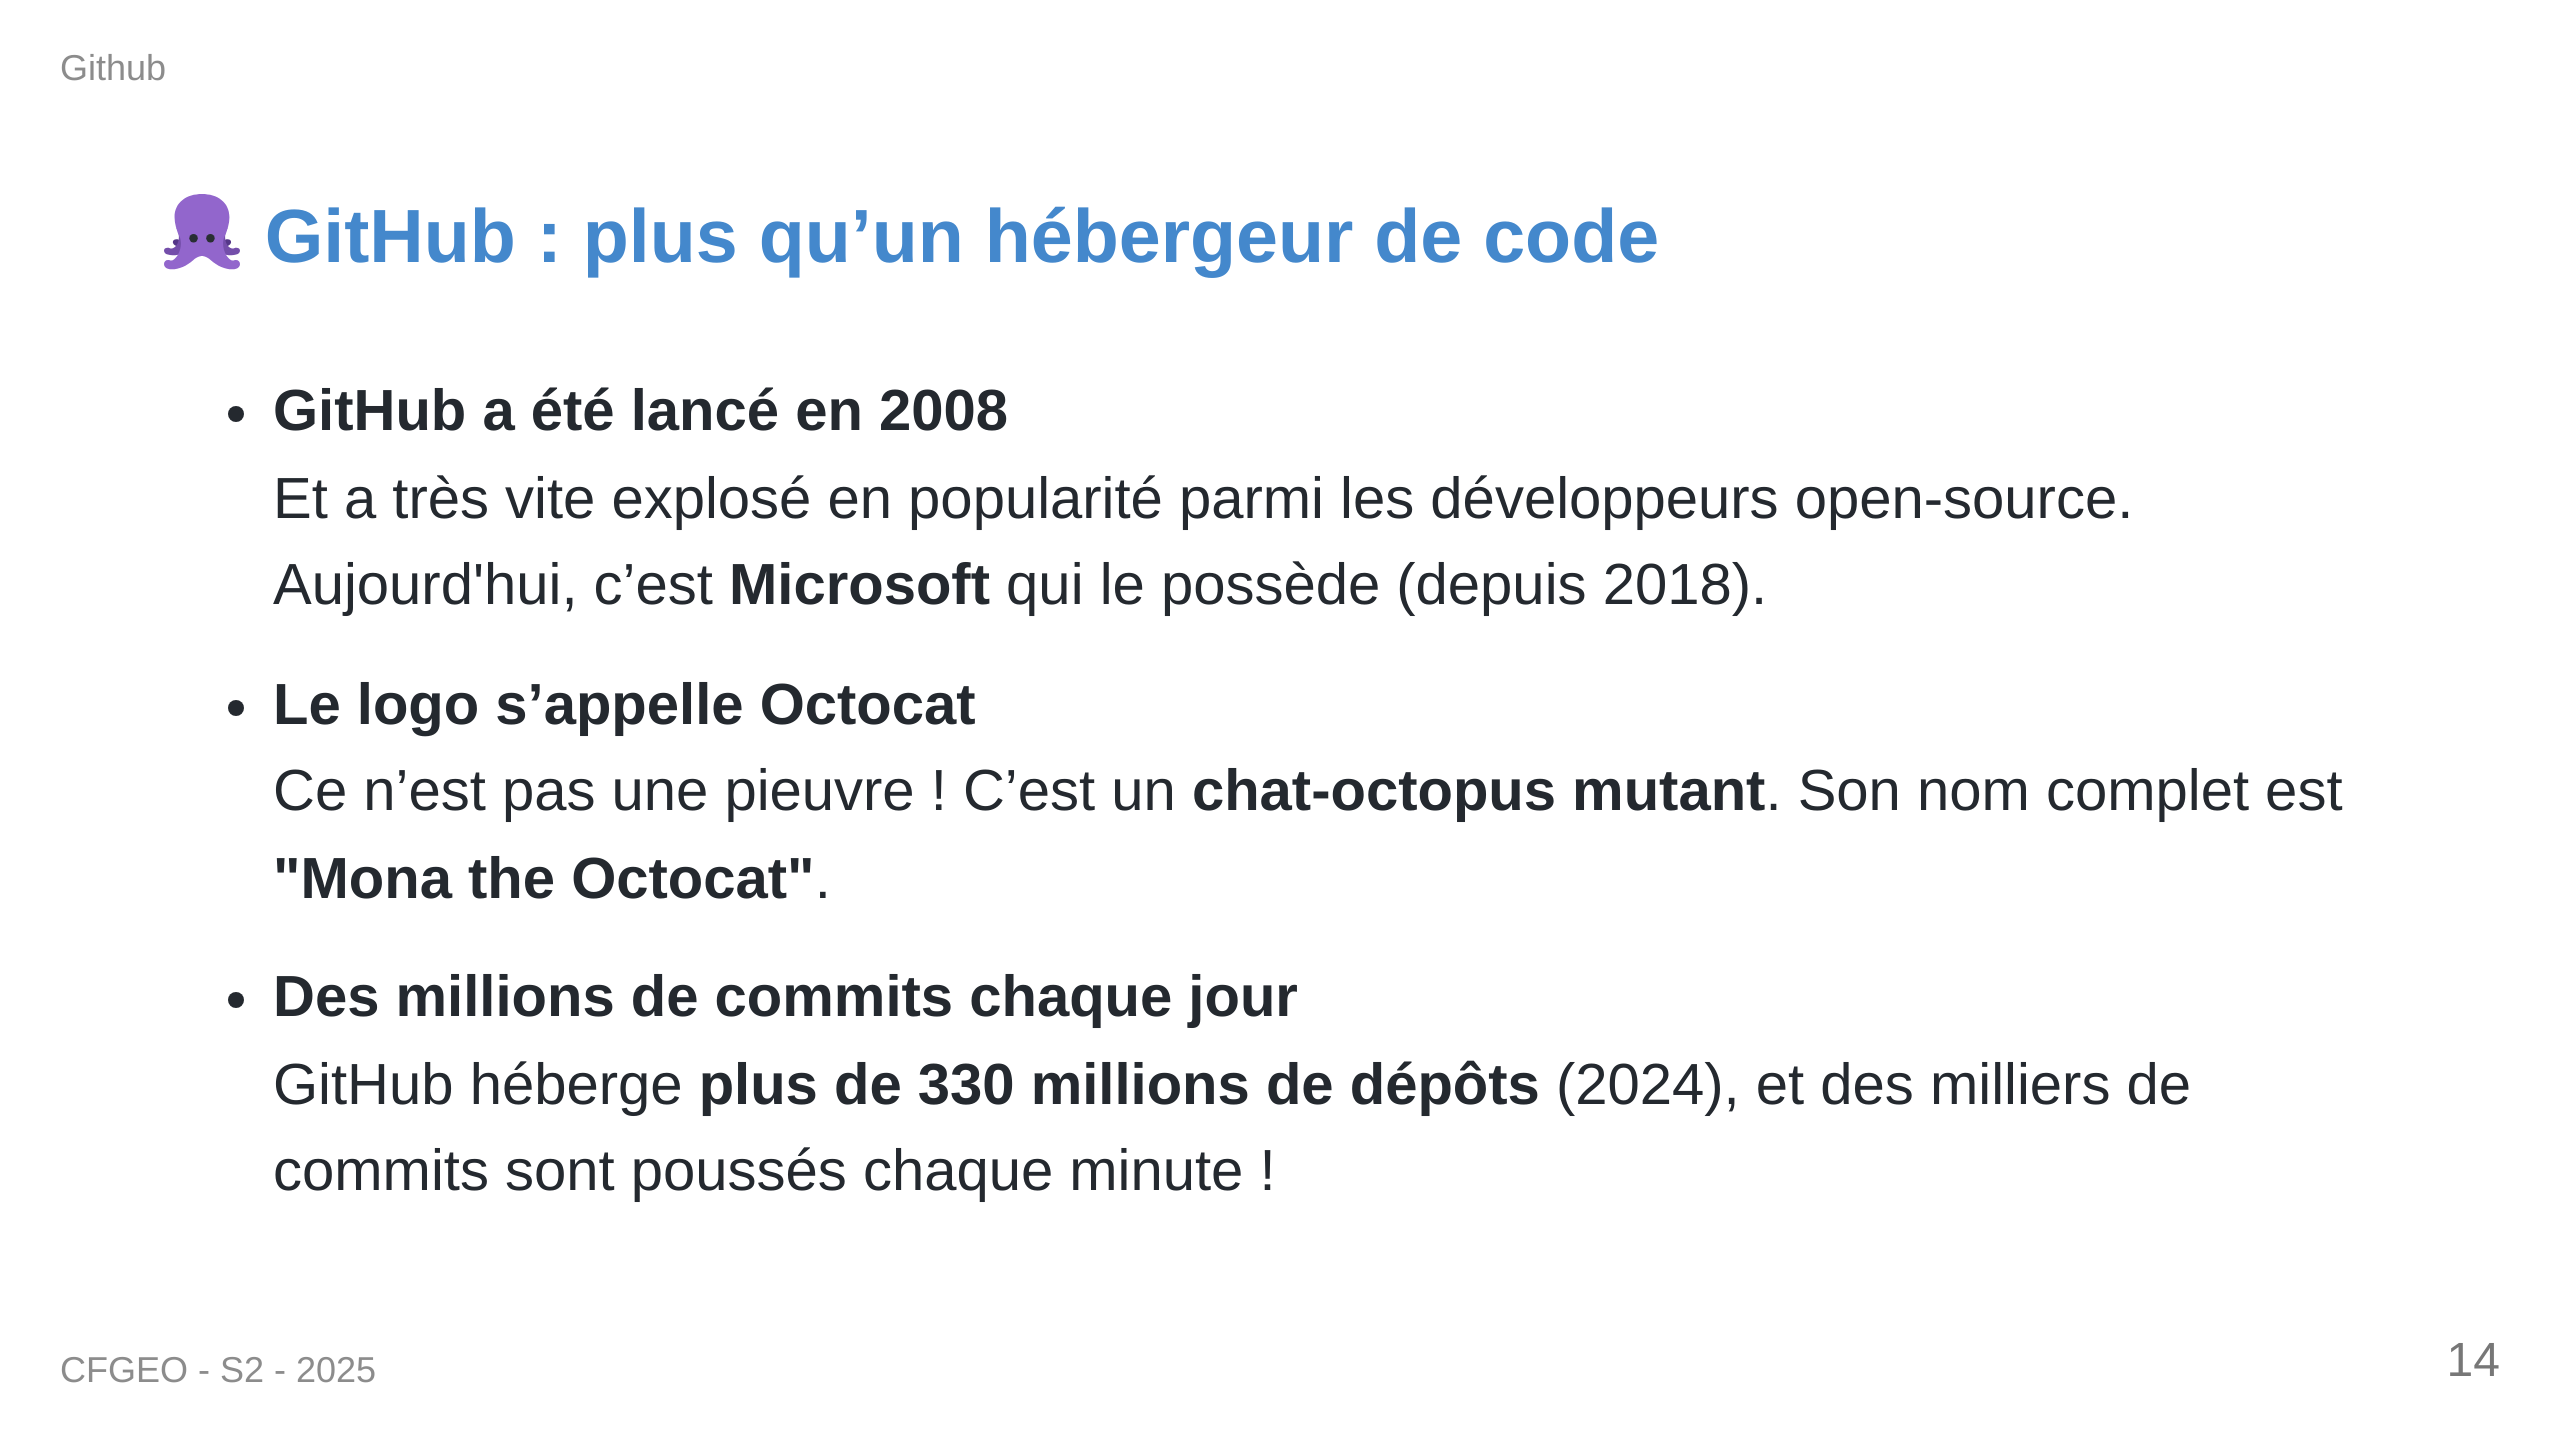 Github
GitHub : plus qu’un hébergeur de code
• GitHub a été lancé en 2008
Et a très vite explosé en popularité parmi les développeurs open-source.
Aujourd'hui, c’est Microsoft qui le possède (depuis 2018).
• Le logo s’appelle Octocat
Ce n’est pas une pieuvre ! C’est un chat-octopus mutant. Son nom complet est
"Mona the Octocat".
• Des millions de commits chaque jour
GitHub héberge plus de 330 millions de dépôts (2024), et des milliers de
commits sont poussés chaque minute !
CFGEO - S2 - 2025
14